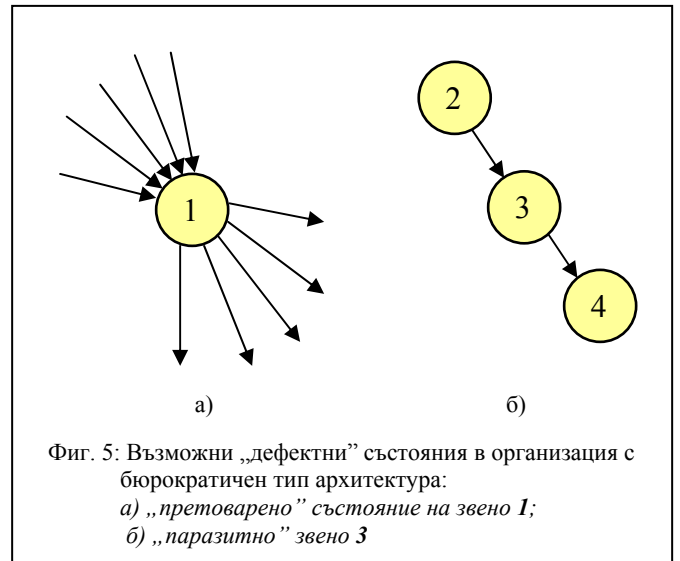 1
2
3
4
а)
б)
Фиг. 5: Възможни „дефектни” състояния в организация с
бюрократичен тип архитектура:
а) „претоварено” състояние на звено 1;
б) „паразитно” звено 3